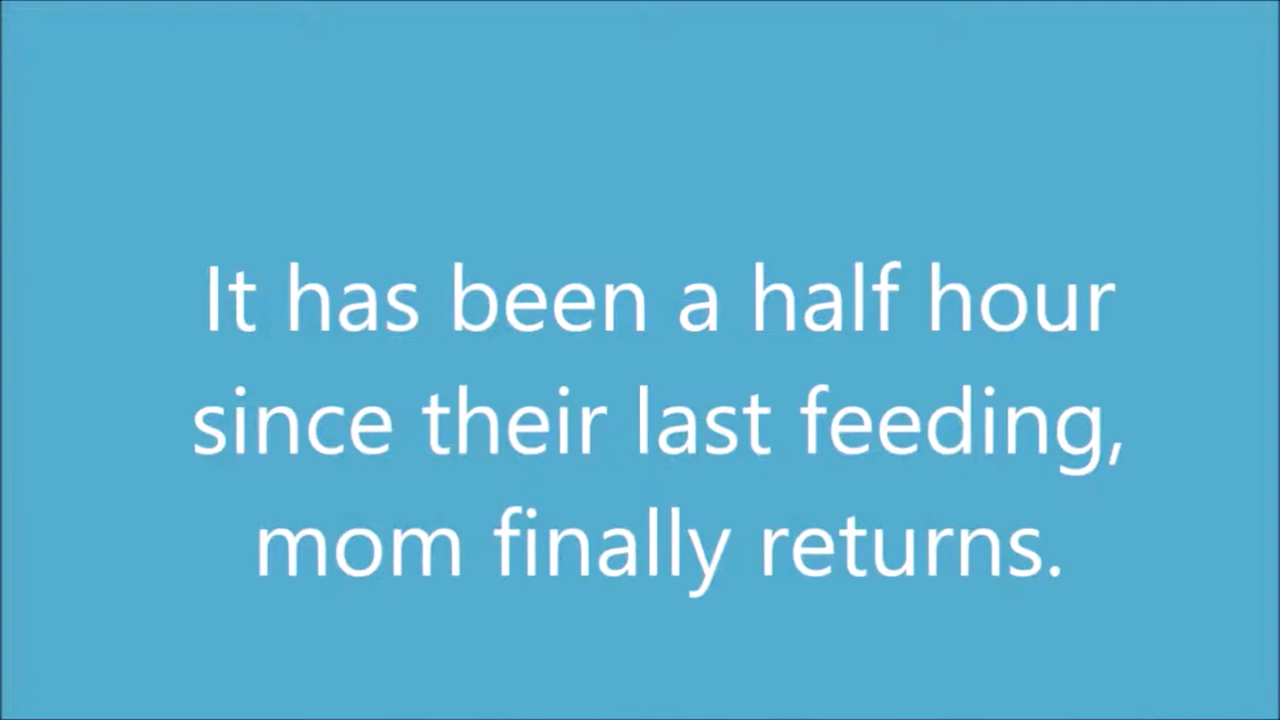 It has been a half hour
since their last feeding,
mom finally returns.